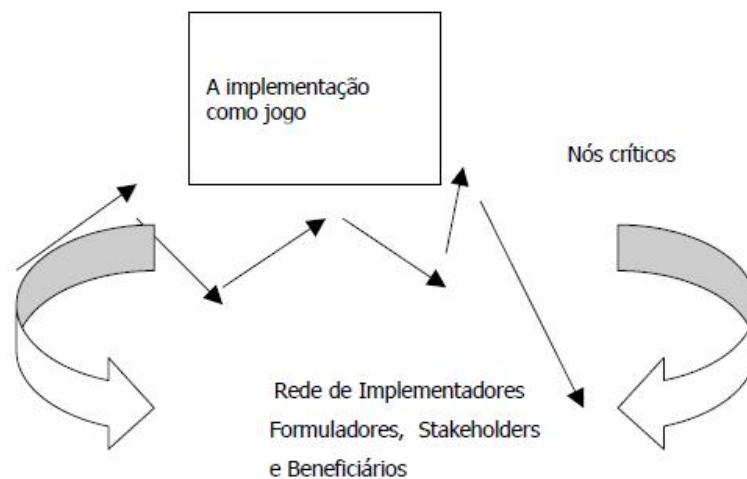 A implementação
como jogo
Nós críticos
Rede de Implementadores
Formuladores, Stakeholders
e Beneficiários